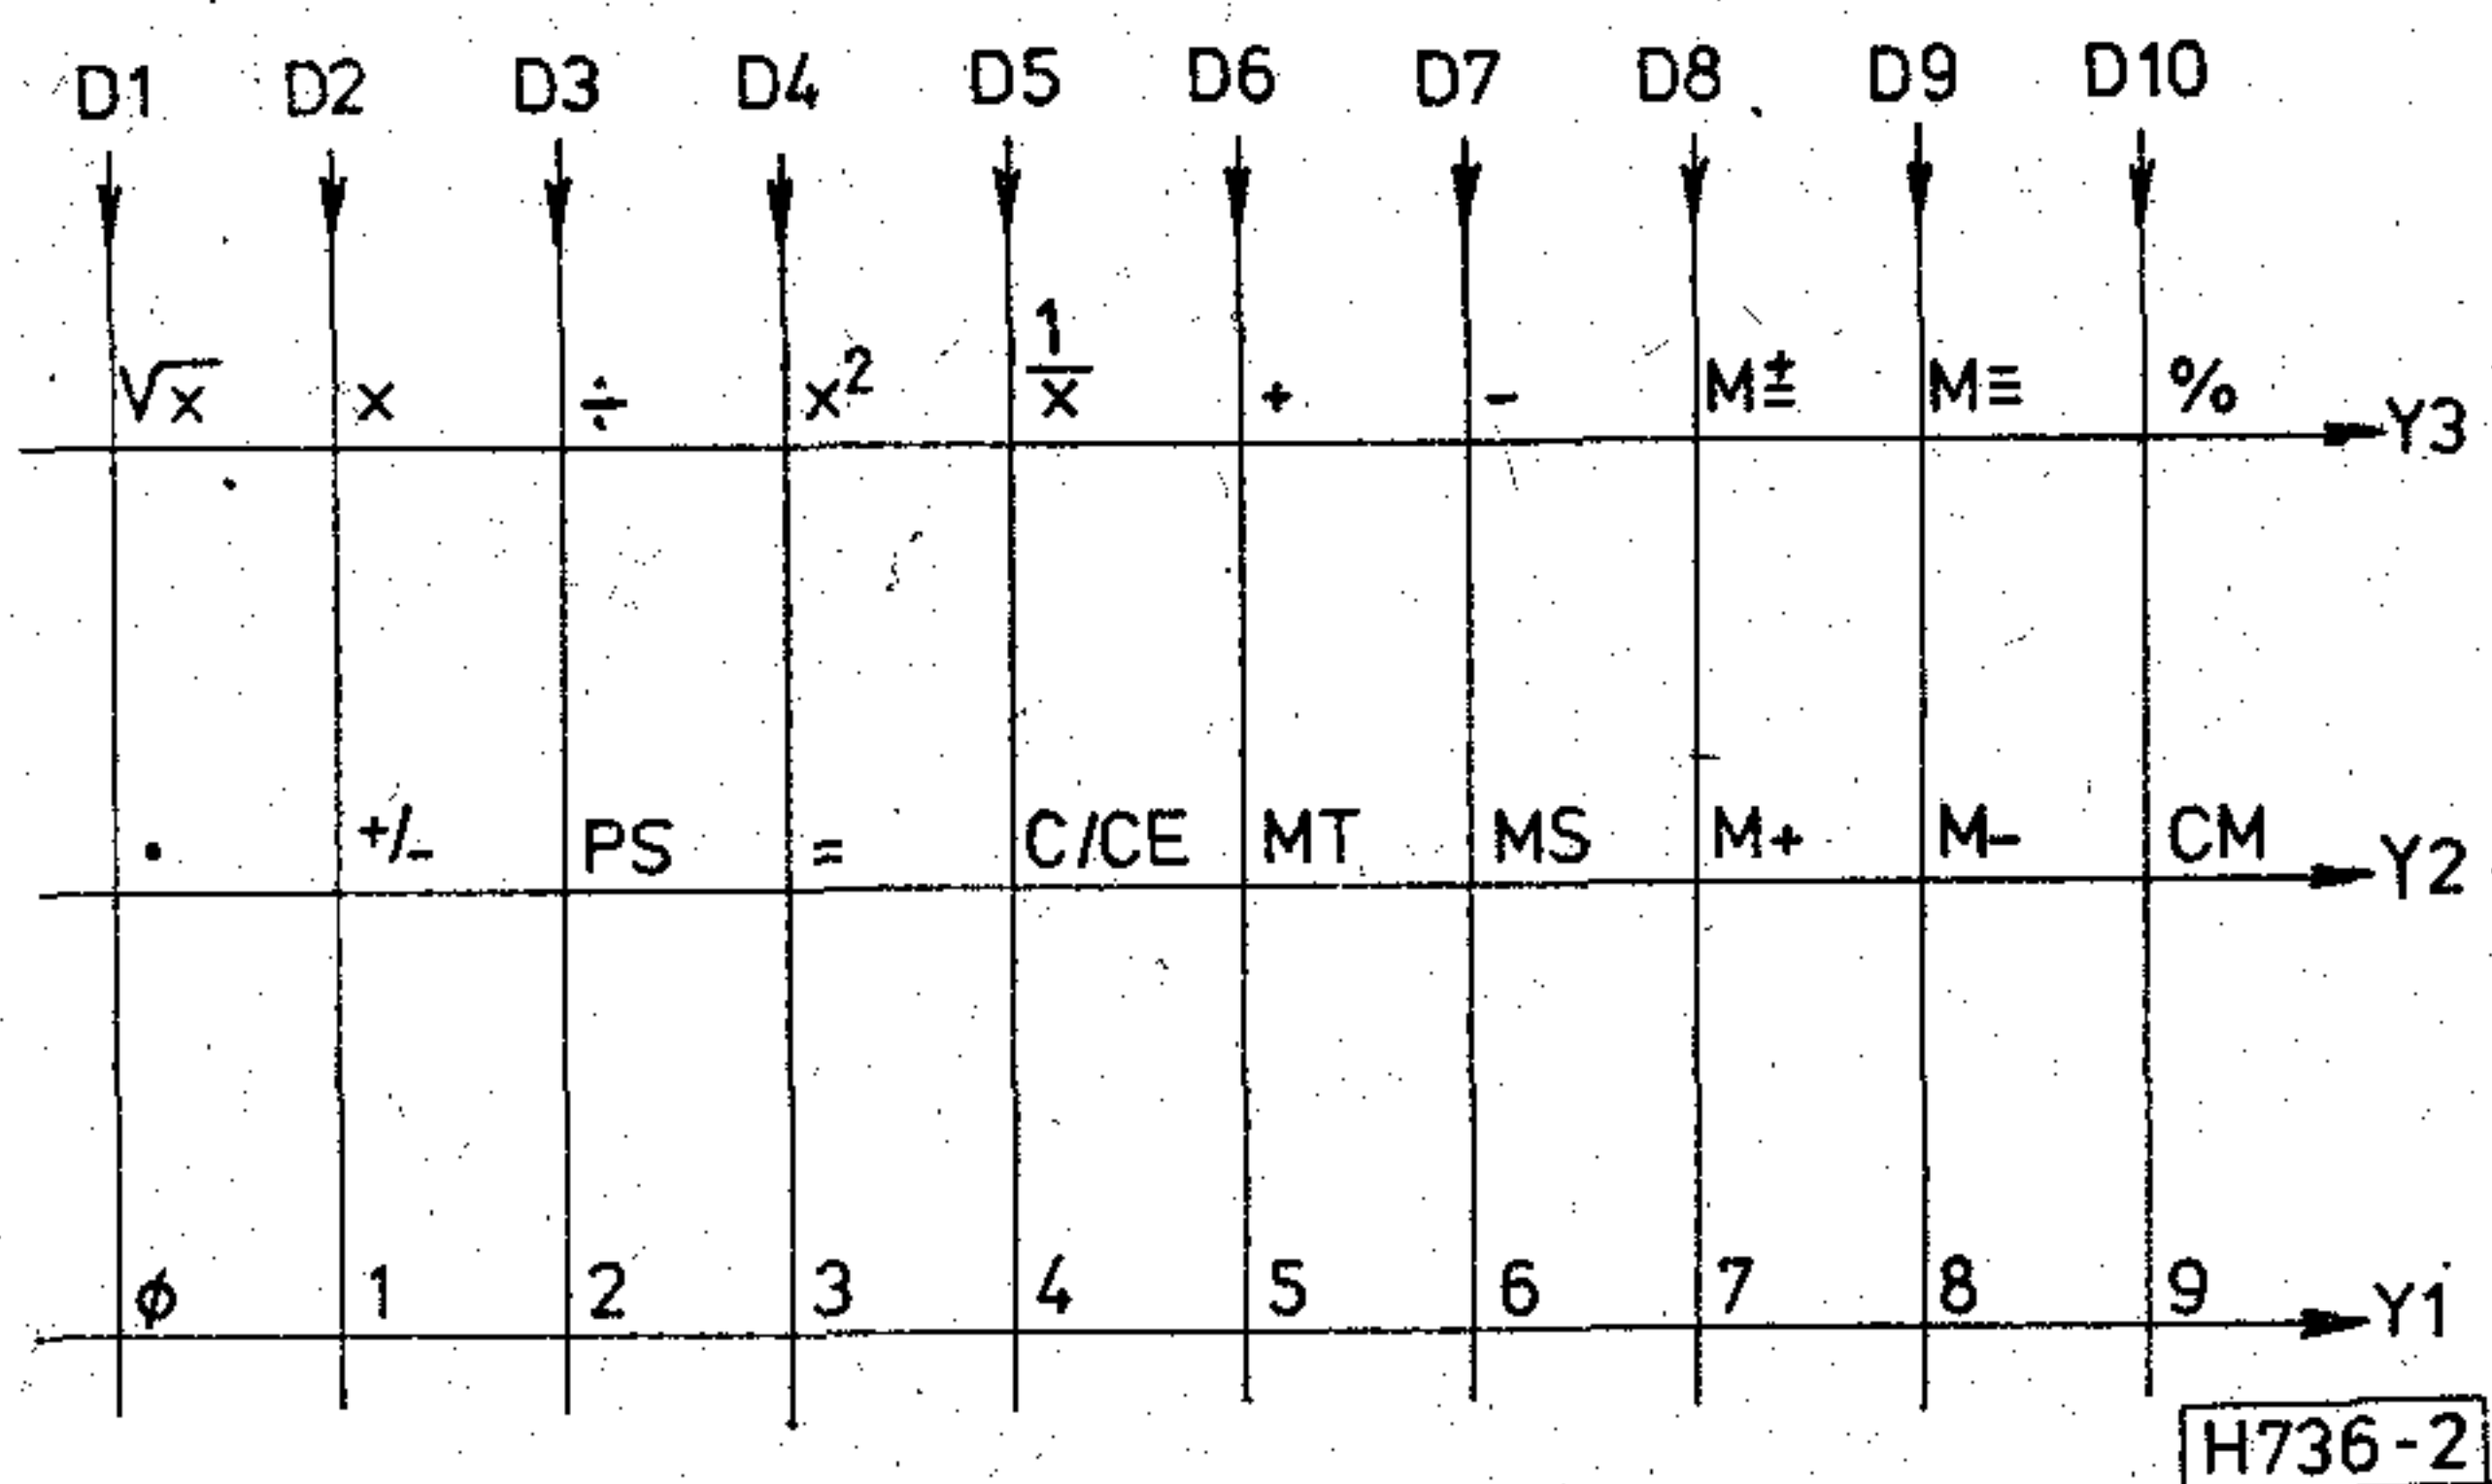 D1 D2 D3 D4 D5 D6 D7 D8 D9 D10
√x x ÷ x² 1/x + - M± M≡ % Y3
. +/- PS = C/CE MT MS M+ M- CM Y2
ϕ 1 2 3 4 5 6 7 8 9 Y1
H736-2